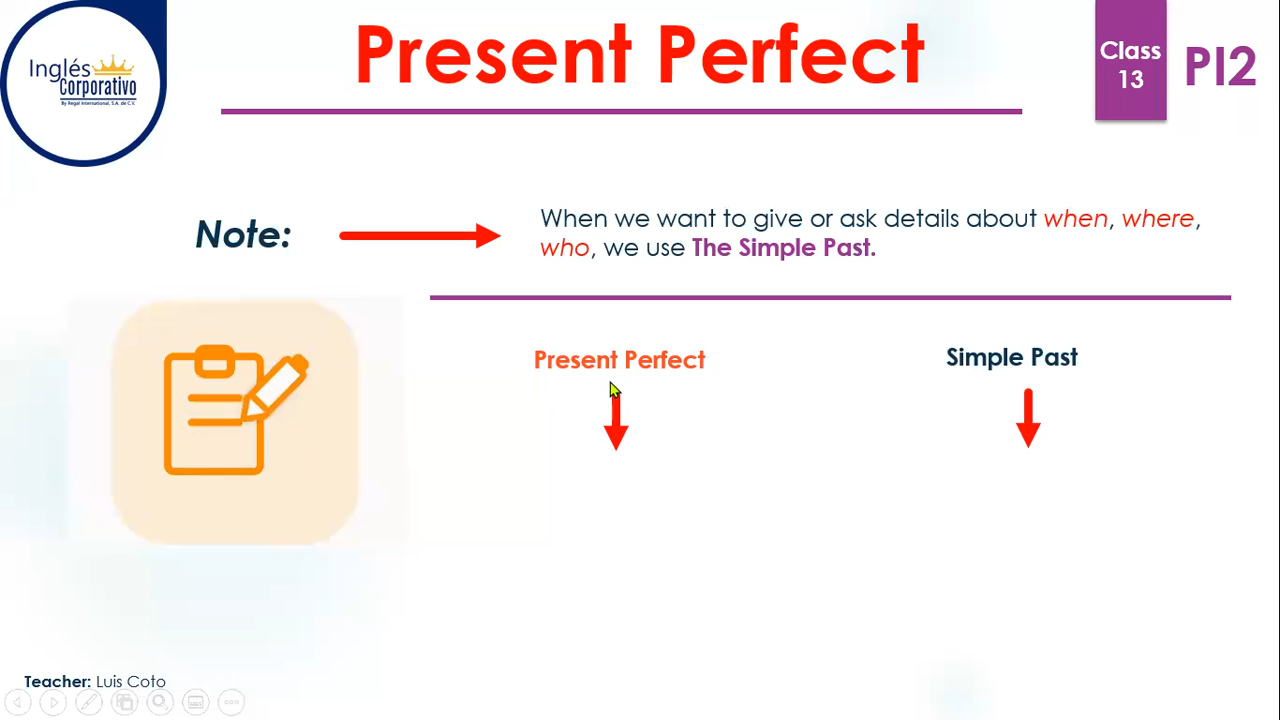 Present Perfect
Class
13
PI2
Inglés
Corporativo
By Regal International, S.A. de C.V.
Note:
When we want to give or ask details about when, where,
who, we use The Simple Past.
Present Perfect
Simple Past
Teacher: Luis Coto